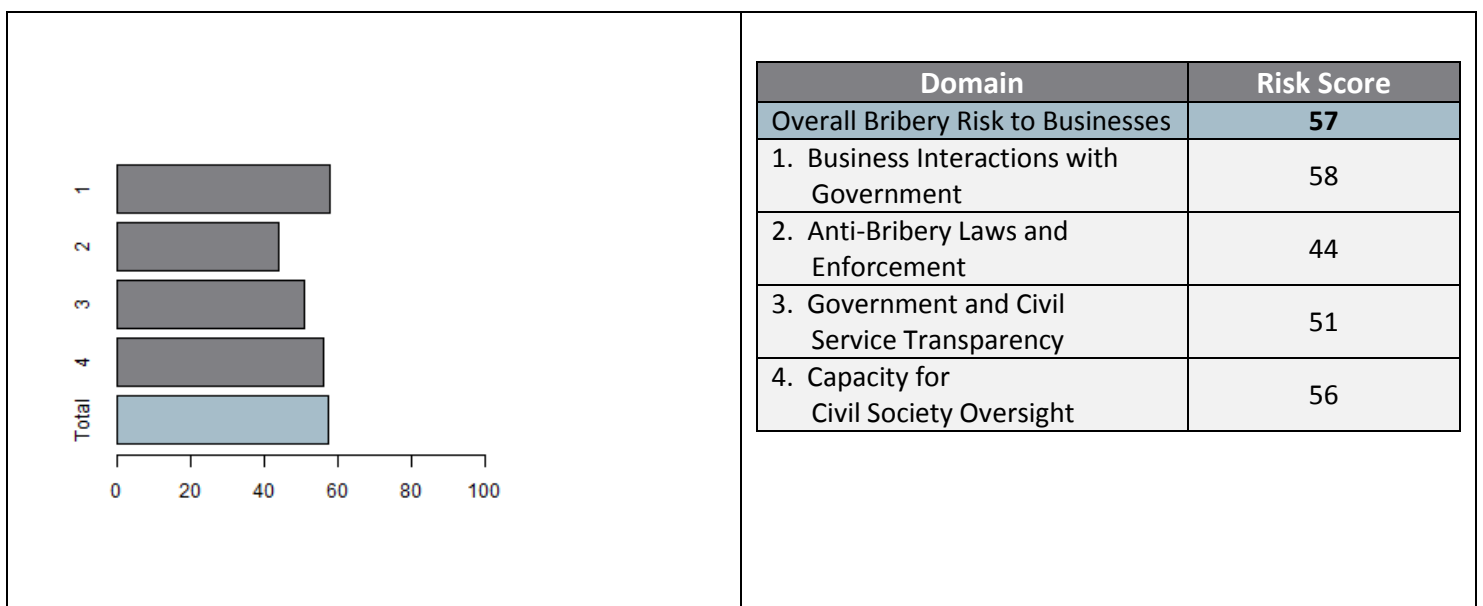 1
2
3
4
Total
0 20 40 60 80 100
Domain Risk Score
Overall Bribery Risk to Businesses 57
1. Business Interactions with
Government
58
2. Anti-Bribery Laws and
Enforcement
44
3. Government and Civil
Service Transparency
51
4. Capacity for
Civil Society Oversight
56